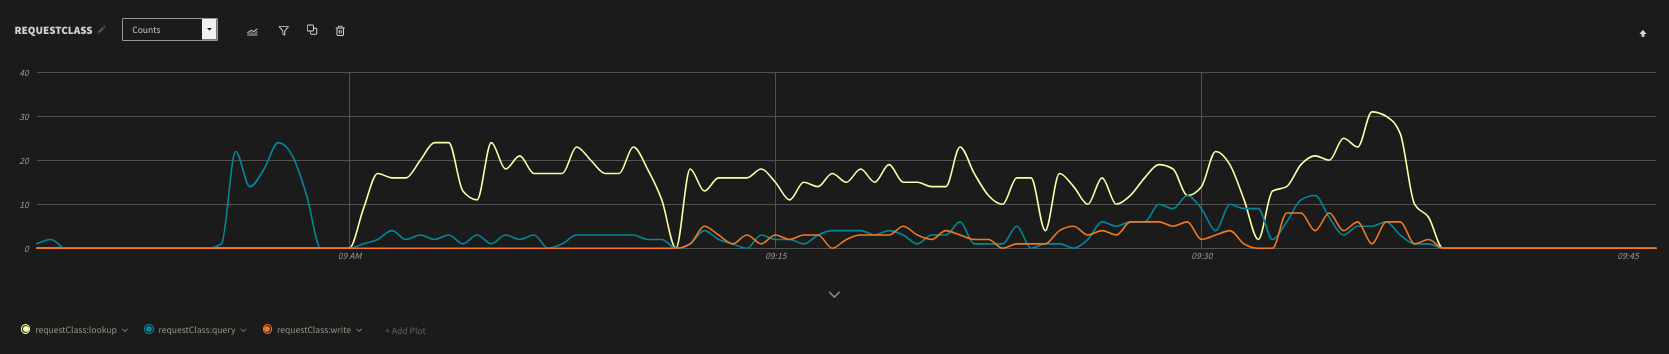 REQUESTCLASS Counts
40
30
20
10
0
09 AM 09:15 09:30 09:45
requestClass:lookup requestClass:query requestClass:write + Add Plot